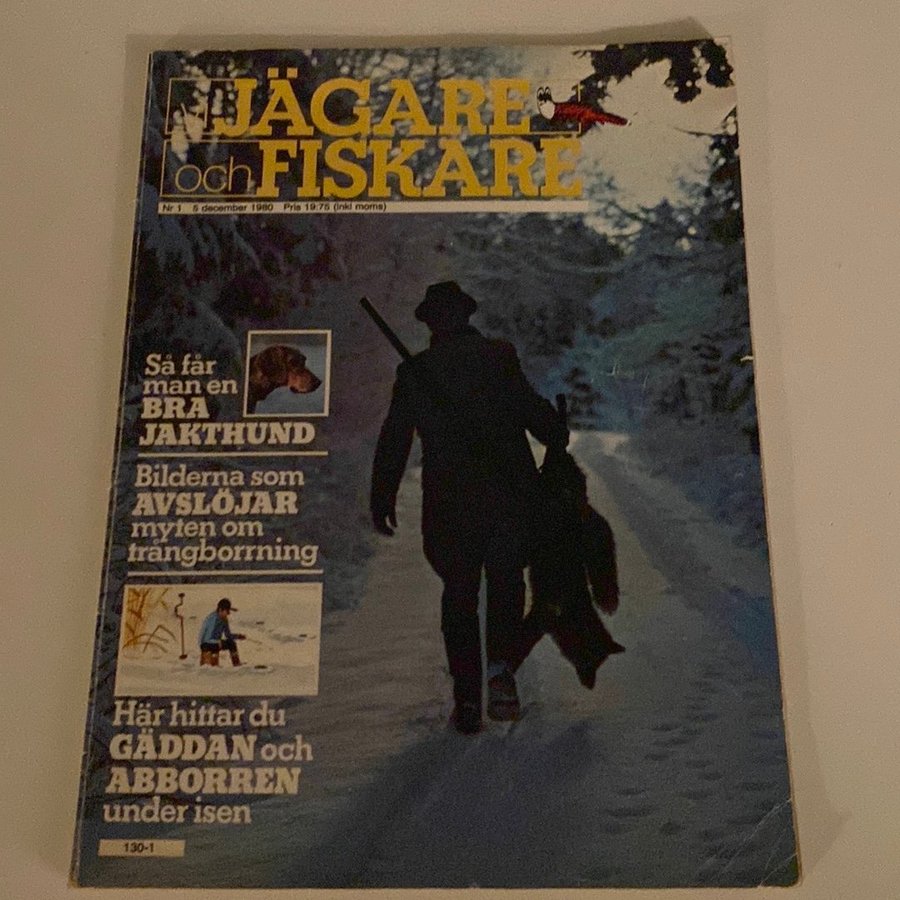 Vi JÄGARE
och FISKARE
Nr 1 5 december 1980 Pris 19:75 (inkl moms)
Så får
man en
BRA
JAKTHUND
Bilderna som
AVSLÖJAR
myten om
trångborrning
Här hittar du
GÄDDAN och
ABBORREN
under isen
130-1